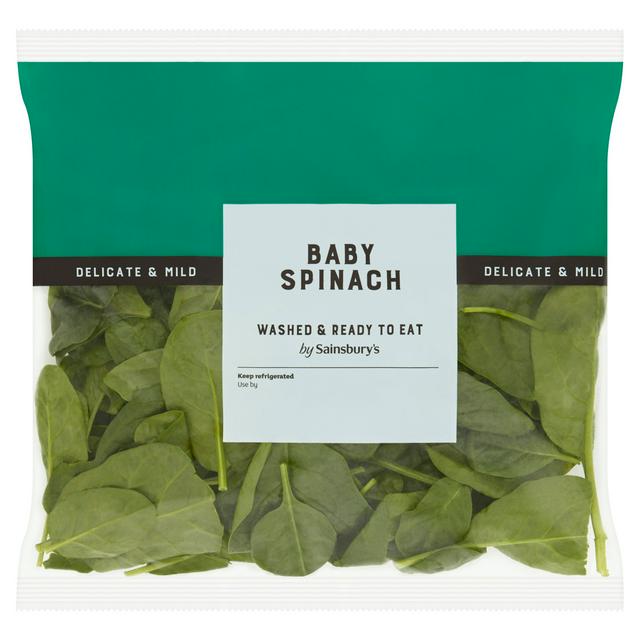 BABY
SPINACH
DELICATE & MILD
DELICATE & MILD
WASHED & READY TO EAT
by Sainsbury's
Keep refrigerated
Use by